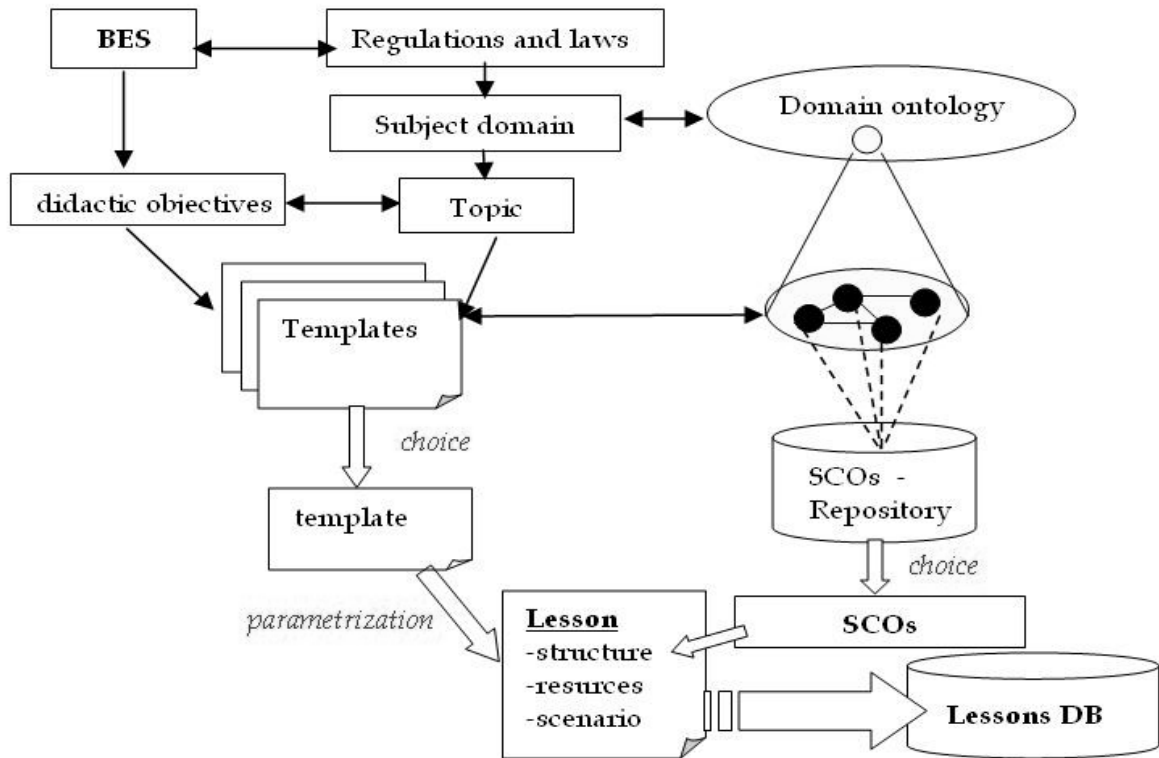 BES
Regulations and laws
Subject domain
Domain ontology
didactic objectives
Topic
Templates
choice
template
SCOs -
Repository
choice
parametrization
Lesson
-structure
-resurces
-scenario
SCOs
Lessons DB